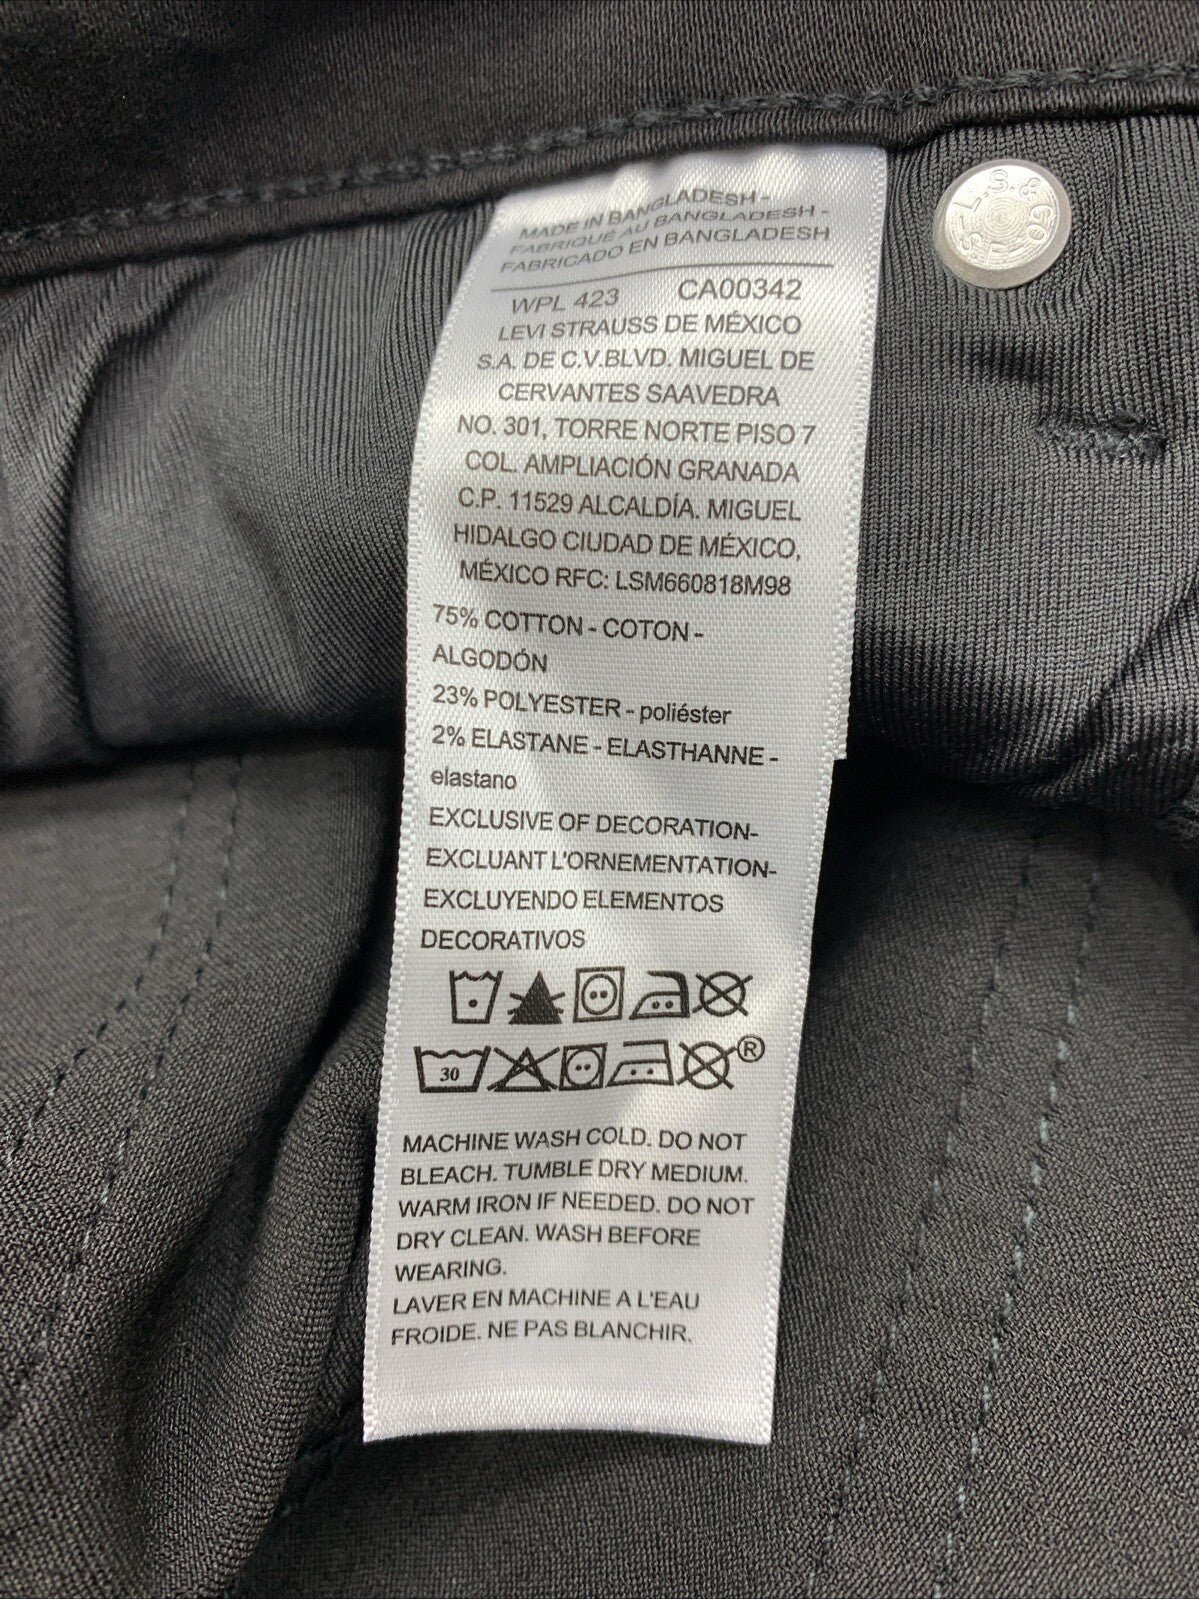 MADE IN BANGLADESH -
FABRIQUÉ AU BANGLADESH -
FABRICADO EN BANGLADESH
WPL 423 CA00342
LEVI STRAUSS DE MÉXICO
S.A. DE C.V.BLVD. MIGUEL DE
CERVANTES SAAVEDRA
NO. 301, TORRE NORTE PISO 7
COL. AMPLIACIÓN GRANADA
C.P. 11529 ALCALDÍA. MIGUEL
HIDALGO CIUDAD DE MÉXICO,
MÉXICO RFC: LSM660818M98
75% COTTON - COTON -
ALGODÓN
23% POLYESTER - poliéster
2% ELASTANE - ELASTHANNE -
elastano
EXCLUSIVE OF DECORATION-
EXCLUANT L'ORNEMENTATION-
EXCLUYENDO ELEMENTOS
DECORATIVOS
30 ®
MACHINE WASH COLD. DO NOT
BLEACH. TUMBLE DRY MEDIUM.
WARM IRON IF NEEDED. DO NOT
DRY CLEAN. WASH BEFORE
WEARING.
LAVER EN MACHINE A L'EAU
FROIDE. NE PAS BLANCHIR.